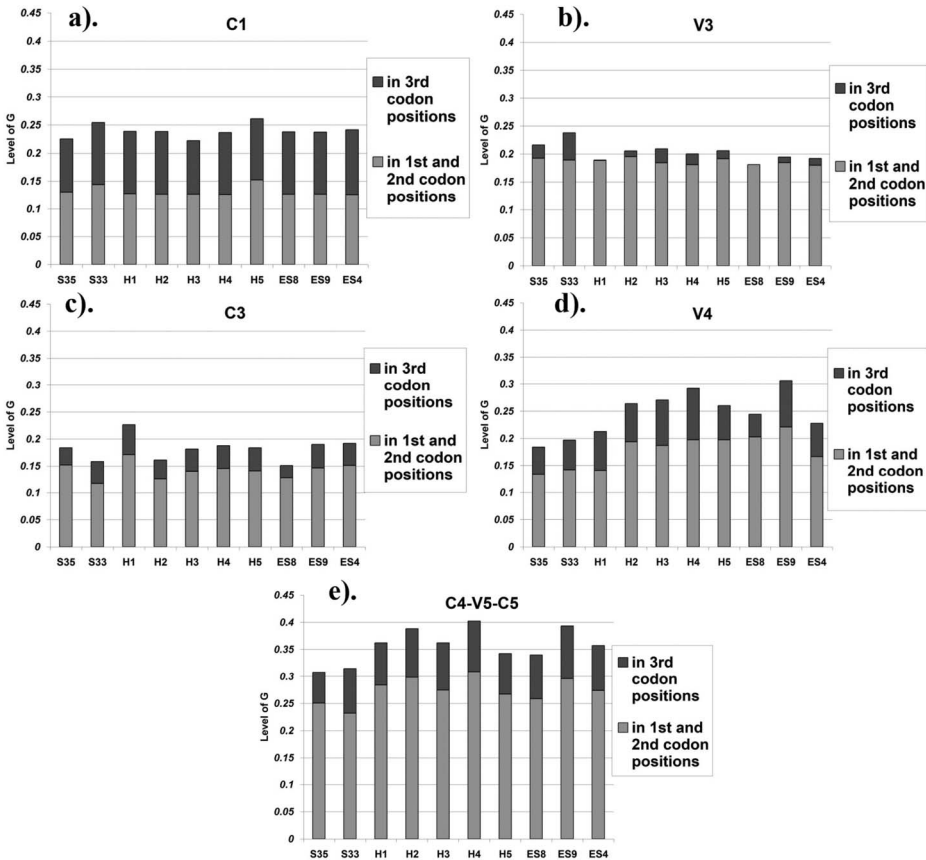 a).
C1
0.45
0.4
0.35
0.3
0.25
0.2
0.15
0.1
0.05
0
Level of G
S35 S33 H1 H2 H3 H4 H5 ES8 ES9 ES4
in 3rd
codon
positions
in 1st and
2nd codon
positions
b).
V3
0.45
0.4
0.35
0.3
0.25
0.2
0.15
0.1
0.05
0
Level of G
S35 S33 H1 H2 H3 H4 H5 ES8 ES9 ES4
in 3rd
codon
positions
in 1st and
2nd codon
positions
c).
C3
0.45
0.4
0.35
0.3
0.25
0.2
0.15
0.1
0.05
0
Level of G
S35 S33 H1 H2 H3 H4 H5 ES8 ES9 ES4
in 3rd
codon
positions
in 1st and
2nd codon
positions
d).
V4
0.45
0.4
0.35
0.3
0.25
0.2
0.15
0.1
0.05
0
Level of G
S35 S33 H1 H2 H3 H4 H5 ES8 ES9 ES4
in 3rd
codon
positions
in 1st and
2nd codon
positions
e).
C4-V5-C5
0.45
0.4
0.35
0.3
0.25
0.2
0.15
0.1
0.05
0
Level of G
S35 S33 H1 H2 H3 H4 H5 ES8 ES9 ES4
in 3rd
codon
positions
in 1st and
2nd codon
positions